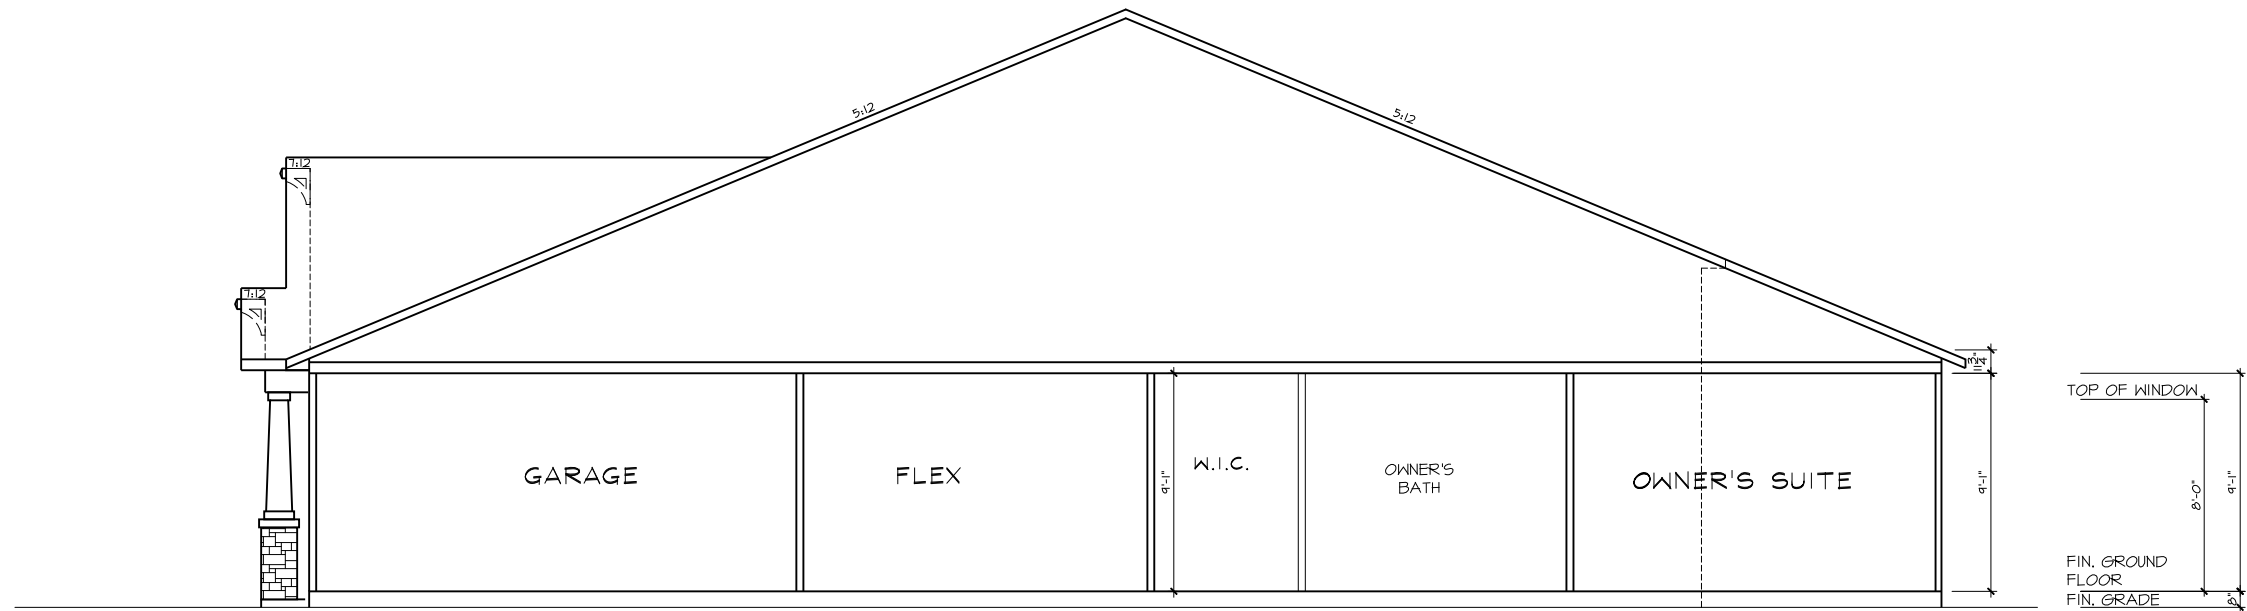 5:12
5:12
7:12
7:12
11 3/4"
TOP OF WINDOW
GARAGE
FLEX
W.I.C.
OWNER'S
BATH
OWNER'S SUITE
9'-1"
9'-1"
8'-0"
9'-1"
FIN. GROUND
FLOOR
FIN. GRADE
8"